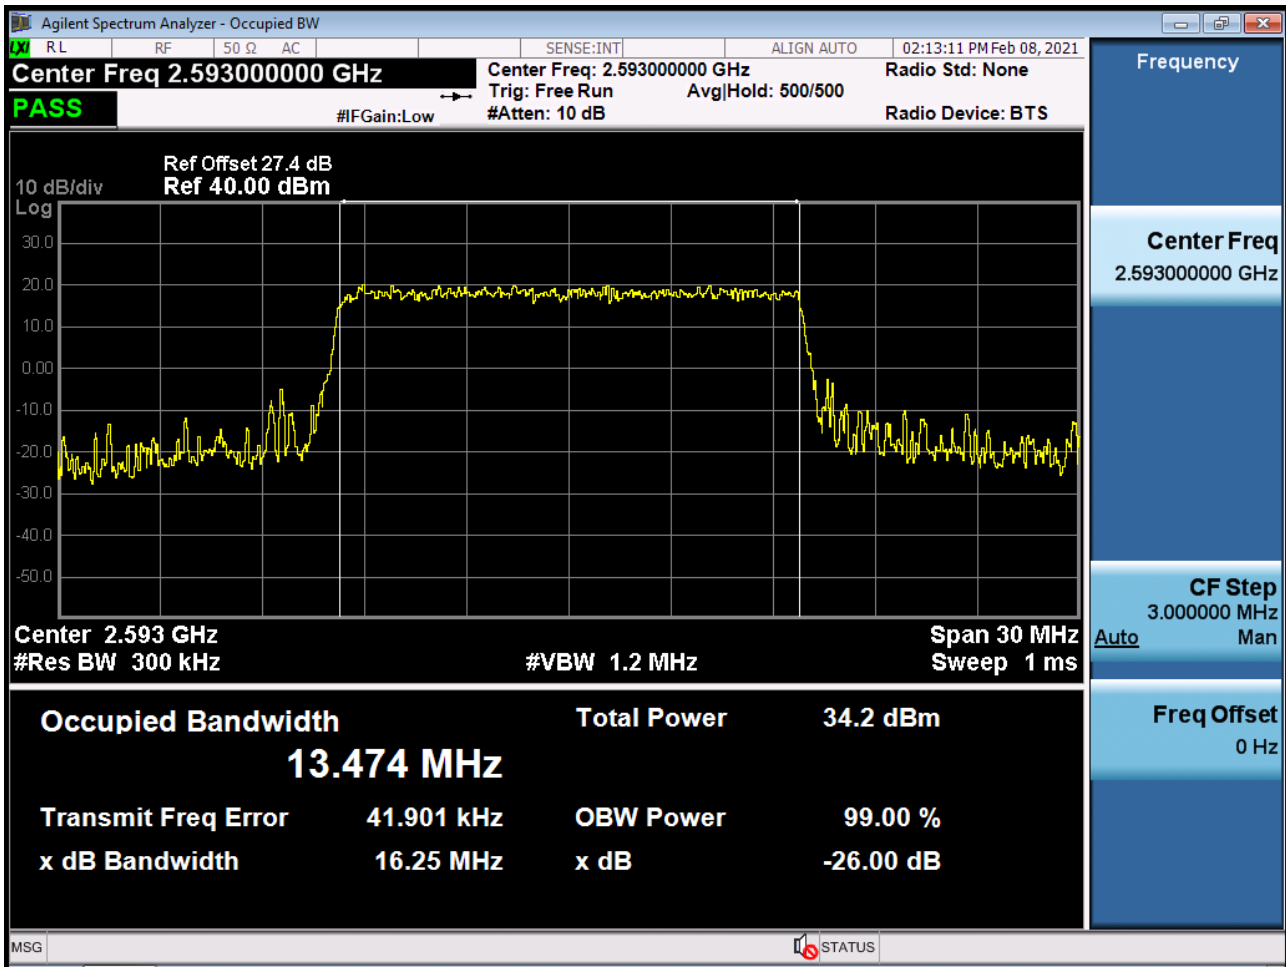 Agilent Spectrum Analyzer - Occupied BW
LXI RL RF 50 Ω AC SENSE:INT ALIGN AUTO 02:13:11 PM Feb 08, 2021
Center Freq 2.593000000 GHz
PASS
#IFGain:Low
Center Freq: 2.593000000 GHz
Trig: Free Run Avg|Hold: 500/500
#Atten: 10 dB
Radio Std: None
Radio Device: BTS
Ref Offset 27.4 dB
10 dB/div Ref 40.00 dBm
Log
30.0
20.0
10.0
0.00
-10.0
-20.0
-30.0
-40.0
-50.0
Center 2.593 GHz Span 30 MHz
#Res BW 300 kHz #VBW 1.2 MHz Sweep 1 ms
Occupied Bandwidth Total Power 34.2 dBm
13.474 MHz
Transmit Freq Error 41.901 kHz OBW Power 99.00 %
x dB Bandwidth 16.25 MHz x dB -26.00 dB
MSG STATUS
Frequency
Center Freq
2.593000000 GHz
CF Step
3.000000 MHz
Auto Man
Freq Offset
0 Hz